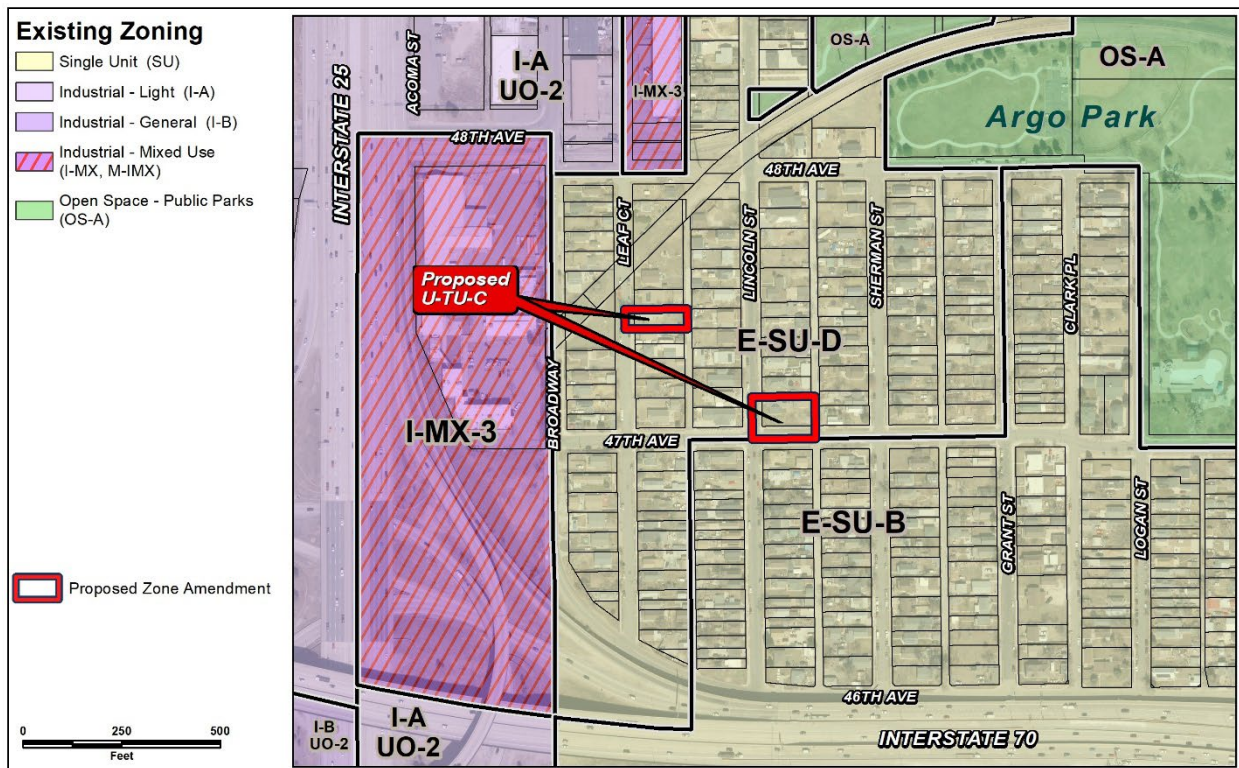 Existing Zoning
Single Unit (SU)
Industrial - Light (I-A)
Industrial - General (I-B)
Industrial - Mixed Use
(I-MX, M-IMX)
Open Space - Public Parks
(OS-A)
Proposed Zone Amendment
0 250 500
Feet
INTERSTATE 25
ACOMA ST
I-A
UO-2
I-MX-3
OS-A
OS-A
Argo Park
48TH AVE
48TH AVE
LEAF CT
LINCOLN ST
SHERMAN ST
CLARK PL
Proposed
U-TU-C
E-SU-D
BROADWAY
I-MX-3
47TH AVE
E-SU-B
GRANT ST
LOGAN ST
46TH AVE
I-B
UO-2
I-A
UO-2
INTERSTATE 70